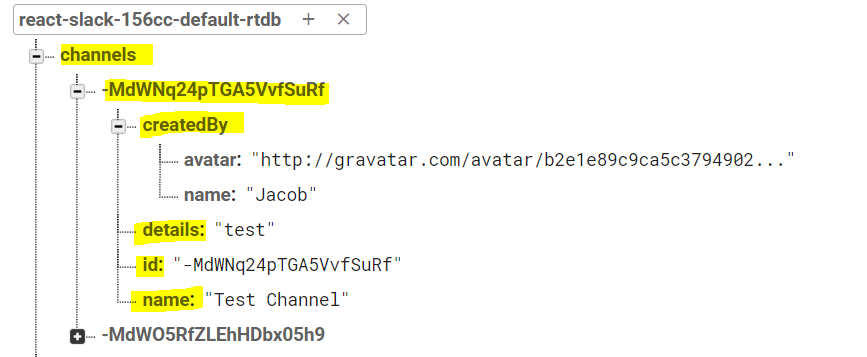 react-slack-156cc-default-rtdb + ×
channels
-MdWNq24pTGA5VvfSuRf
createdBy
avatar: "http://gravatar.com/avatar/b2e1e89c9ca5c3794902..."
name: "Jacob"
details: "test"
id: "-MdWNq24pTGA5VvfSuRf"
name: "Test Channel"
-MdWO5RfZLEhHDbx05h9